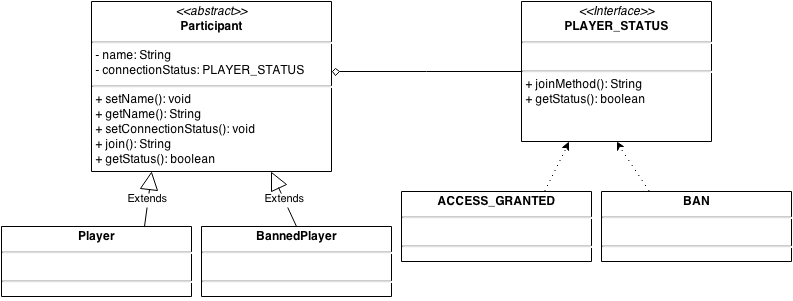 <<abstract>>
Participant
- name: String
- connectionStatus: PLAYER_STATUS
+ setName(): void
+ getName(): String
+ setConnectionStatus(): void
+ join(): String
+ getStatus(): boolean
<<Interface>>
PLAYER_STATUS
+ joinMethod(): String
+ getStatus(): boolean
Extends
Extends
Player
BannedPlayer
ACCESS_GRANTED
BAN